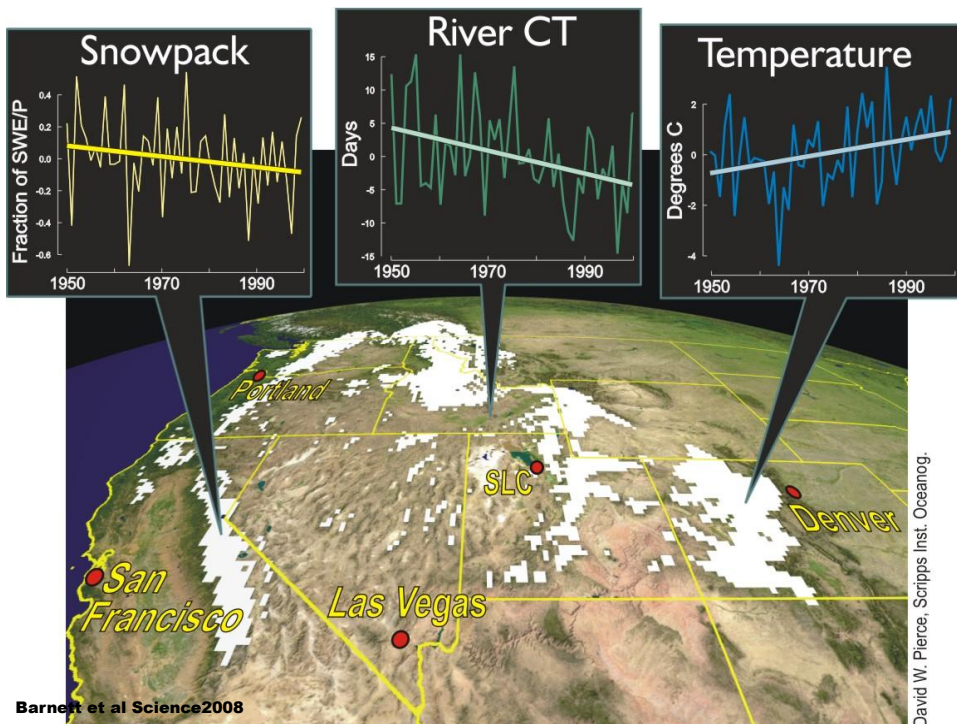 Snowpack
Fraction of SWE/P
0.4
0.2
0.0
-0.2
-0.4
-0.6
1950
1970
1990
River CT
Days
15
10
5
0
-5
-10
-15
1950
1970
1990
Temperature
Degrees C
2
0
-2
-4
1950
1970
1990
Portland
SLC
Denver
San
Francisco
Las Vegas
David W. Pierce, Scripps Inst. Oceanog.
Barnett et al Science2008